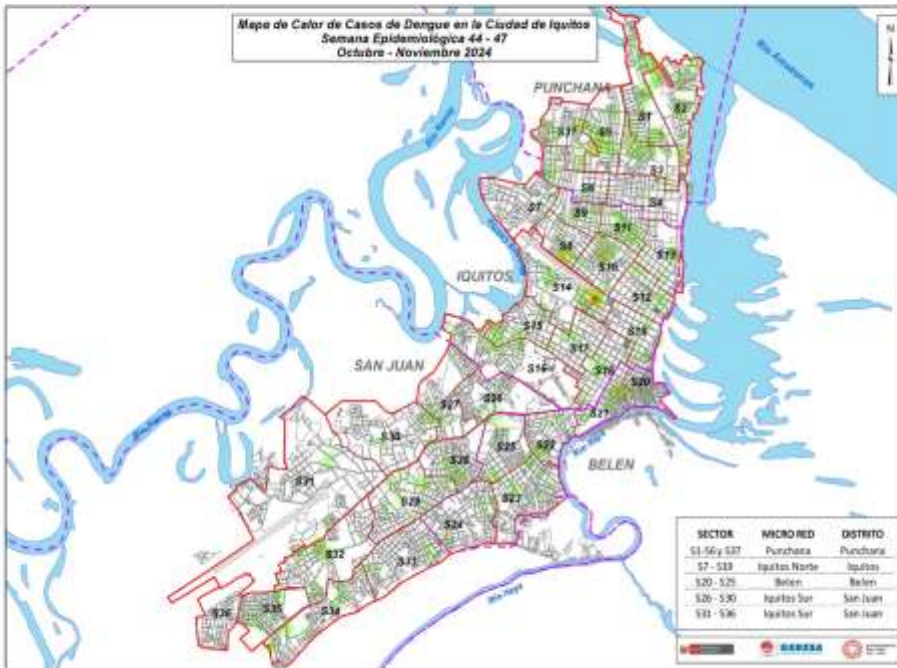 Mapa de Calor de Casos de Dengue en la Ciudad de Iquitos
Semana Epidemiológica 44 - 47
Octubre - Noviembre 2024
N
Río Amazonas
PUNCHANA
Río Nanay
S1
S2
S37
S5
S3
S6
S4
S7
S9
S11
S8
S10
S13
IQUITOS
S14
S12
S15
S18
S17
SAN JUAN
S16
S19
S20
S21
S27
S26
S30
S25
S22
BELEN
Río Itaya
S28
S31
S29
S23
S24
S32
S33
S36
S35
S34
Río Itaya
SECTOR MICRO RED DISTRITO
S1-S6 y S37 Punchana Punchana
S7 - S19 Iquitos Norte Iquitos
S20 - S25 Belen Belen
S26 - S30 Iquitos Sur San Juan
S31 - S36 Iquitos Sur San Juan
GERESA